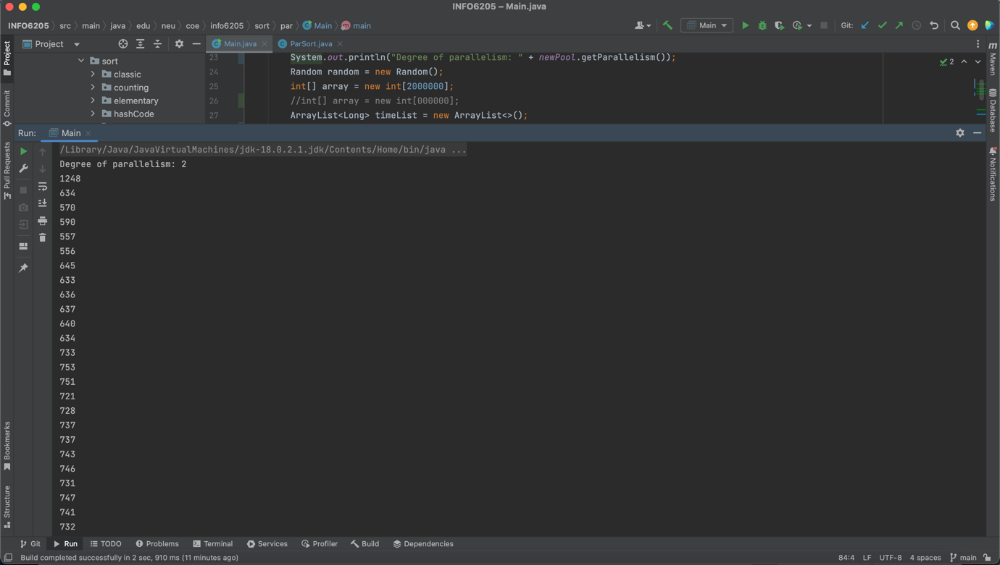 INFO6205 – Main.java
INFO6205 src main java edu neu coe info6205 sort par Main main
Main Git:
Project Main.java ParSort.java
sort
classic
counting
elementary
hashCode
23 System.out.println("Degree of parallelism: " + newPool.getParallelism());
24 Random random = new Random();
25 int[] array = new int[2000000];
26 //int[] array = new int[000000];
27 ArrayList<Long> timeList = new ArrayList<>();
2
Run: Main
/Library/Java/JavaVirtualMachines/jdk-18.0.2.1.jdk/Contents/Home/bin/java ...
Degree of parallelism: 2
1248
634
570
590
557
556
645
633
636
637
640
634
733
753
751
721
728
737
737
743
746
731
747
741
732
Project
Commit
Pull Requests
Bookmarks
Structure
m
Maven
Database
Notifications
Git Run TODO Problems Terminal Services Profiler Build Dependencies
Build completed successfully in 2 sec, 910 ms (11 minutes ago) 84:4 LF UTF-8 4 spaces main